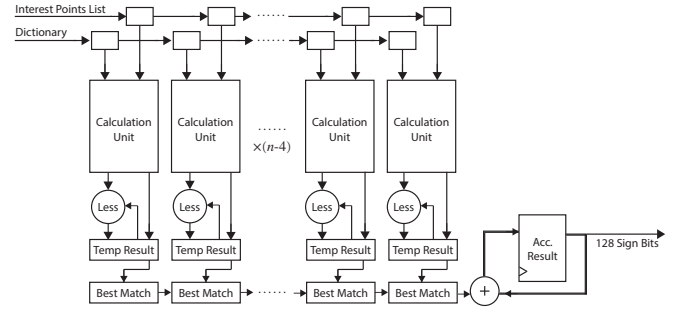 Interest Points List
Dictionary
Calculation Unit
Calculation Unit
×(n-4)
Calculation Unit
Calculation Unit
Less
Less
Less
Less
Temp Result
Temp Result
Temp Result
Temp Result
Acc. Result
128 Sign Bits
Best Match
Best Match
Best Match
Best Match
+